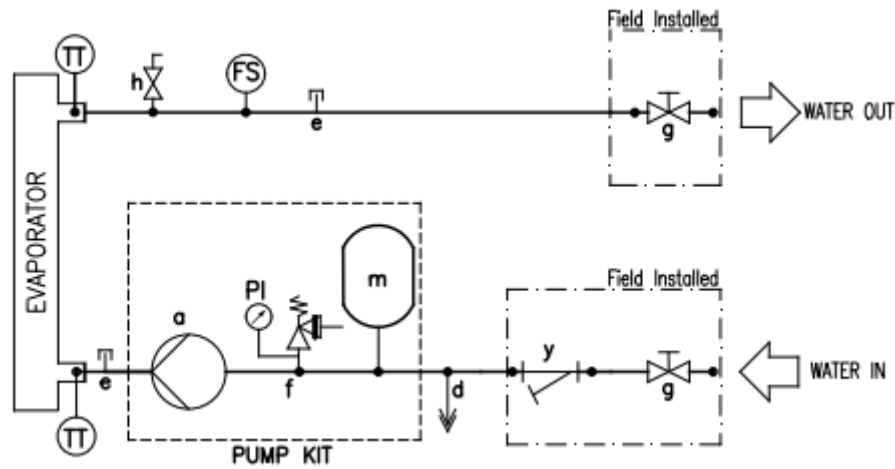 Field Installed
TT
h
FS
e
g
WATER OUT
EVAPORATOR
Field Installed
m
PI
a
y
WATER IN
e
f
d
g
TT
PUMP KIT